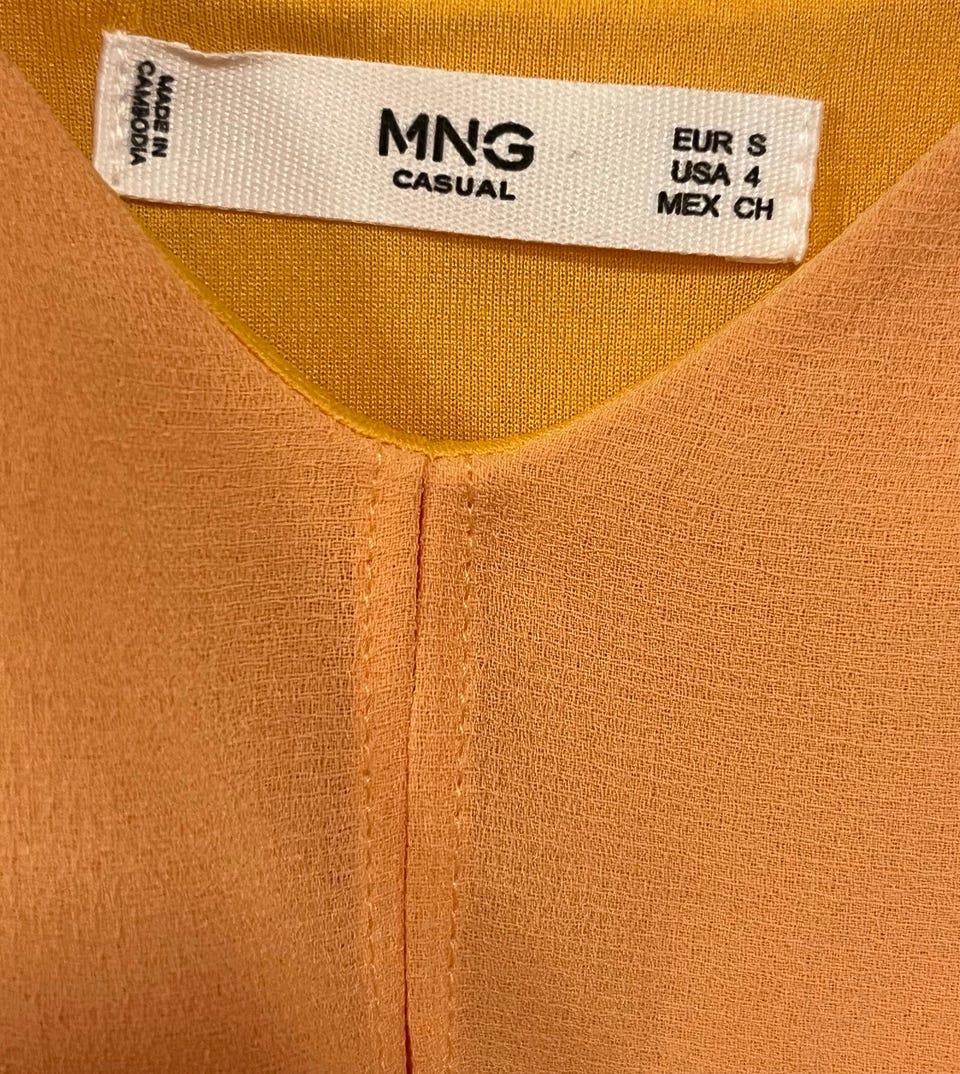 MADE IN
CAMBODIA
MNG
CASUAL
EUR S
USA 4
MEX CH